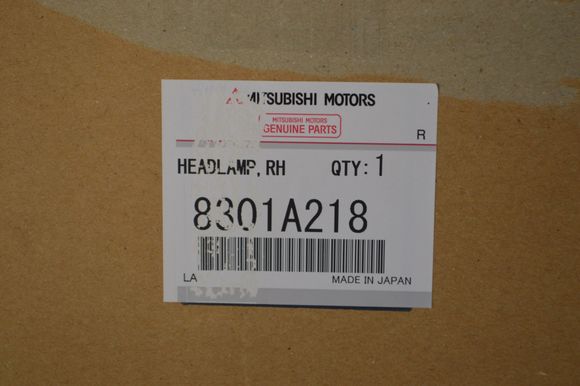 MITSUBISHI MOTORS
MITSUBISHI MOTORS
GENUINE PARTS
R
HEADLAMP, RH QTY: 1
8301A218
LA MADE IN JAPAN